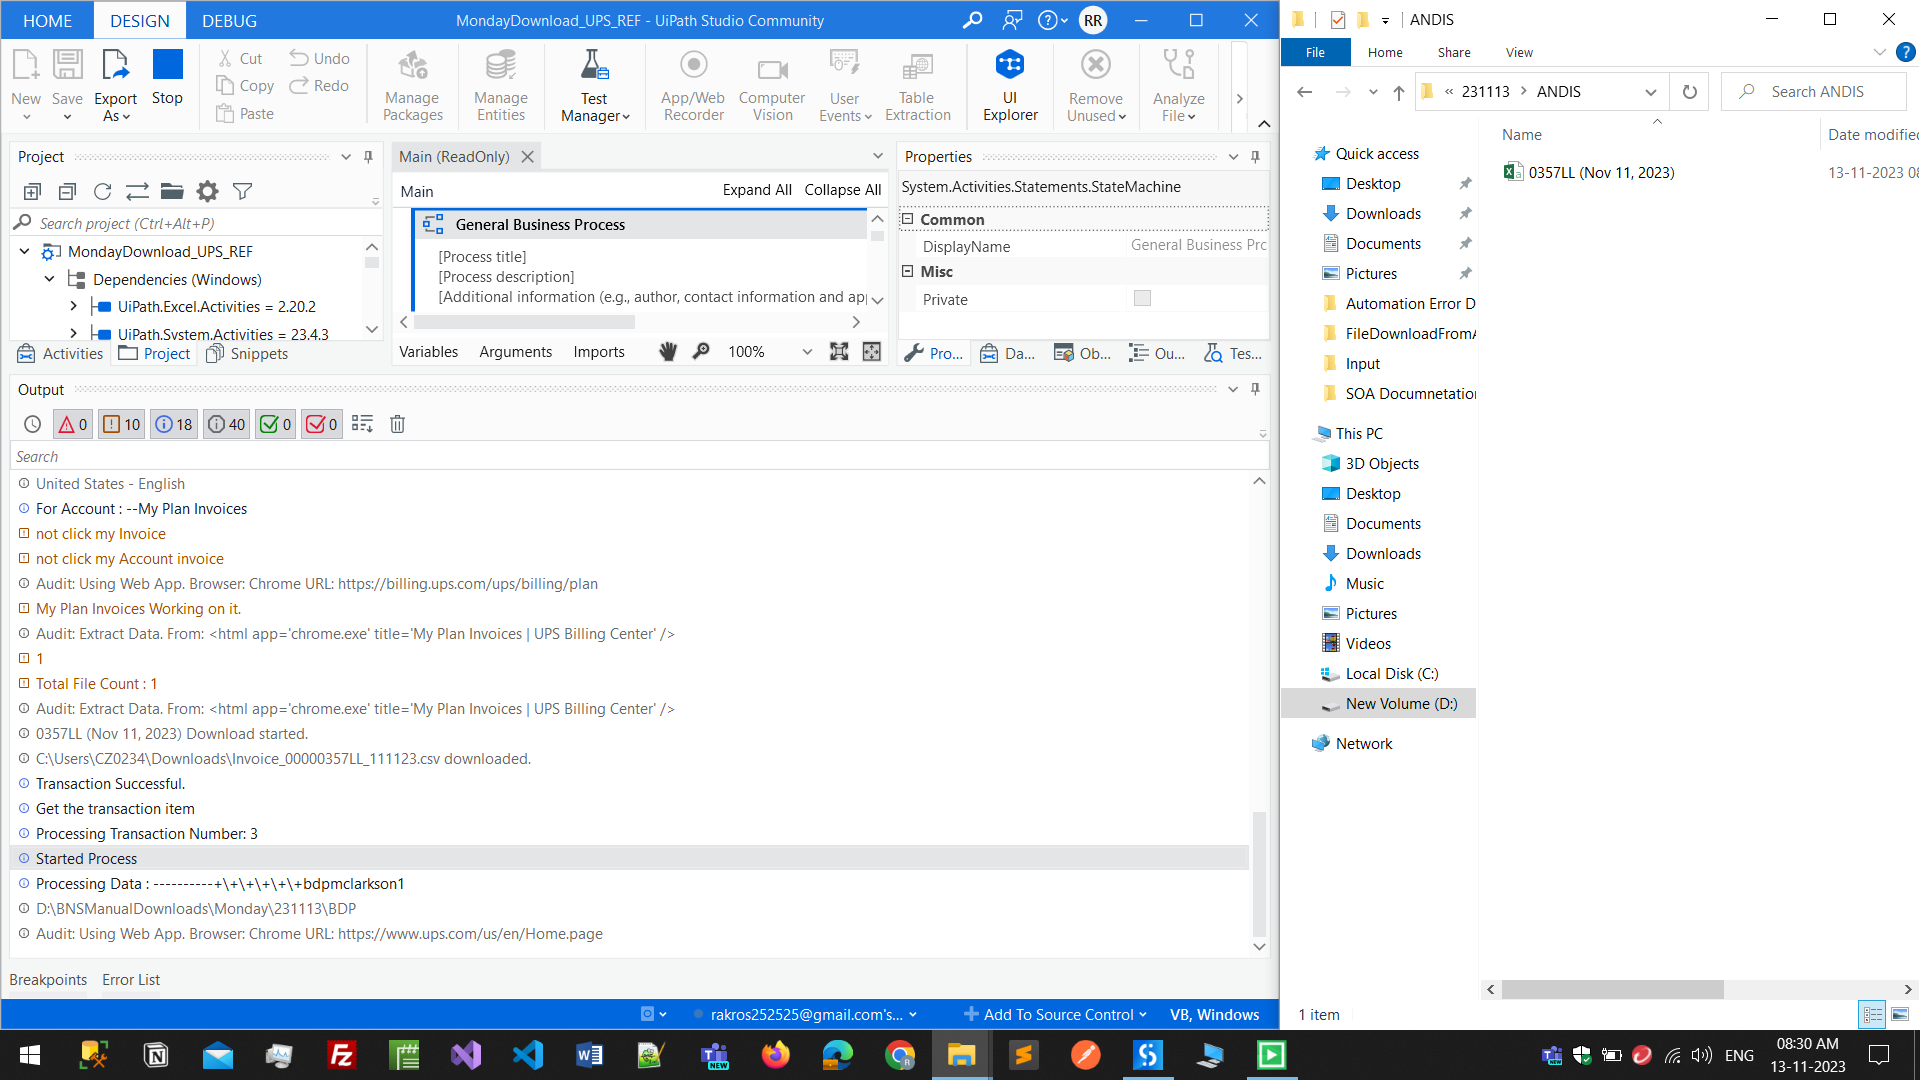 HOME DESIGN DEBUG MondayDownload_UPS_REF - UiPath Studio Community RR
New Save Export As Stop Cut Copy Paste Undo Redo Manage Packages Manage Entities Test Manager App/Web Recorder Computer Vision User Events Table Extraction UI Explorer Remove Unused Analyze File
Project
Search project (Ctrl+Alt+P)
MondayDownload_UPS_REF
Dependencies (Windows)
UiPath.Excel.Activities = 2.20.2
UiPath.System.Activities = 23.4.3
Activities Project Snippets
Main (ReadOnly)
Main Expand All Collapse All
General Business Process
[Process title]
[Process description]
[Additional information (e.g., author, contact information and ap
Variables Arguments Imports 100%
Properties
System.Activities.Statements.StateMachine
Common
DisplayName General Business Prc
Misc
Private
Pro... Da... Ob... Ou... Tes...
Output
0 10 18 40 0 0
Search
United States - English
For Account : --My Plan Invoices
not click my Invoice
not click my Account invoice
Audit: Using Web App. Browser: Chrome URL: https://billing.ups.com/ups/billing/plan
My Plan Invoices Working on it.
Audit: Extract Data. From: <html app='chrome.exe' title='My Plan Invoices | UPS Billing Center' />
1
Total File Count : 1
Audit: Extract Data. From: <html app='chrome.exe' title='My Plan Invoices | UPS Billing Center' />
0357LL (Nov 11, 2023) Download started.
C:\Users\CZ0234\Downloads\Invoice_00000357LL_111123.csv downloaded.
Transaction Successful.
Get the transaction item
Processing Transaction Number: 3
Started Process
Processing Data : ----------+\+\+\+\+\+\+bdpmclarkson1
D:\BNSManualDownloads\Monday\231113\BDP
Audit: Using Web App. Browser: Chrome URL: https://www.ups.com/us/en/Home.page
Breakpoints Error List
rakros252525@gmail.com's... Add To Source Control VB, Windows
ANDIS
File Home Share View
« 231113 > ANDIS Search ANDIS
Name Date modified
0357LL (Nov 11, 2023) 13-11-2023 08
Quick access
Desktop
Downloads
Documents
Pictures
Automation Error D
FileDownloadFromA
Input
SOA Documnetation
This PC
3D Objects
Desktop
Documents
Downloads
Music
Pictures
Videos
Local Disk (C:)
New Volume (D:)
Network
1 item
ENG 08:30 AM
13-11-2023